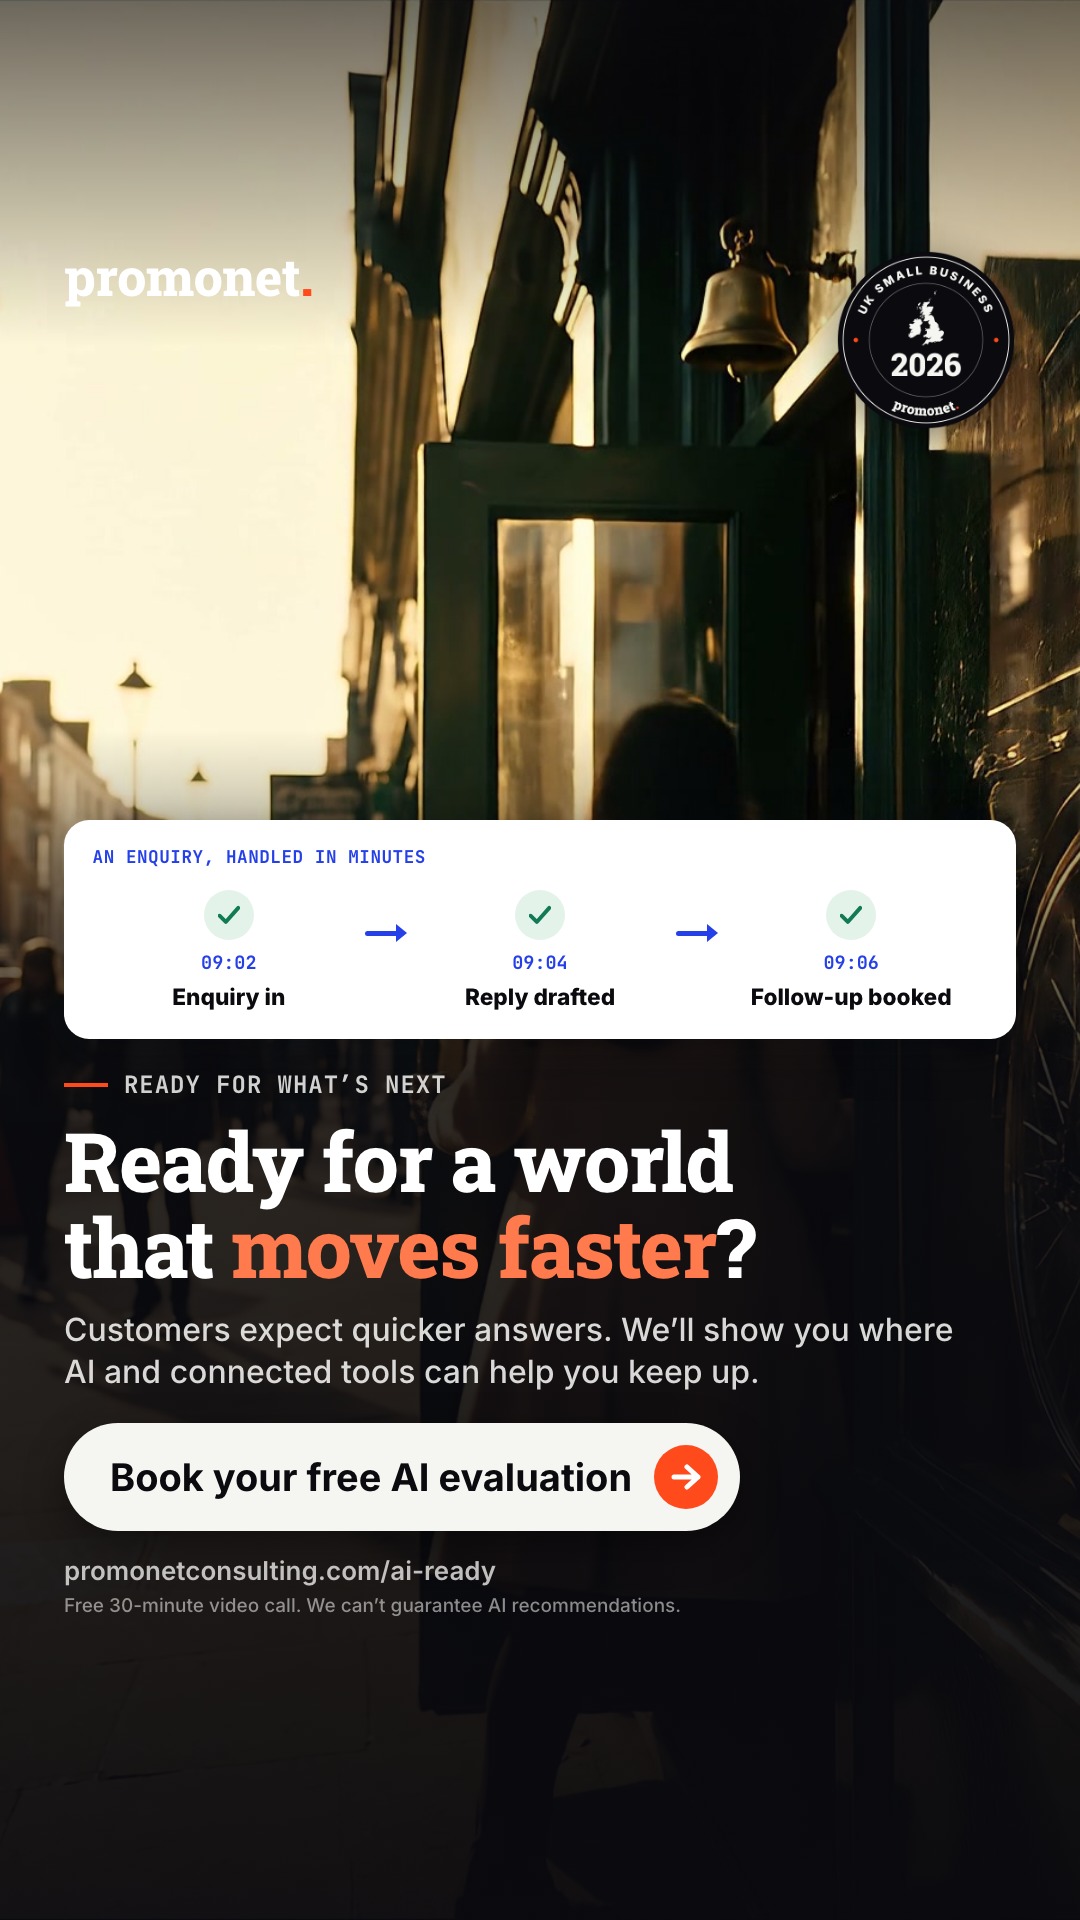 promonet.
UK SMALL BUSINESS
2026
promonet.
AN ENQUIRY, HANDLED IN MINUTES
09:02
Enquiry in
09:04
Reply drafted
09:06
Follow-up booked
READY FOR WHAT’S NEXT
Ready for a world
that moves faster?
Customers expect quicker answers. We’ll show you where
AI and connected tools can help you keep up.
Book your free AI evaluation
promonetconsulting.com/ai-ready
Free 30-minute video call. We can’t guarantee AI recommendations.